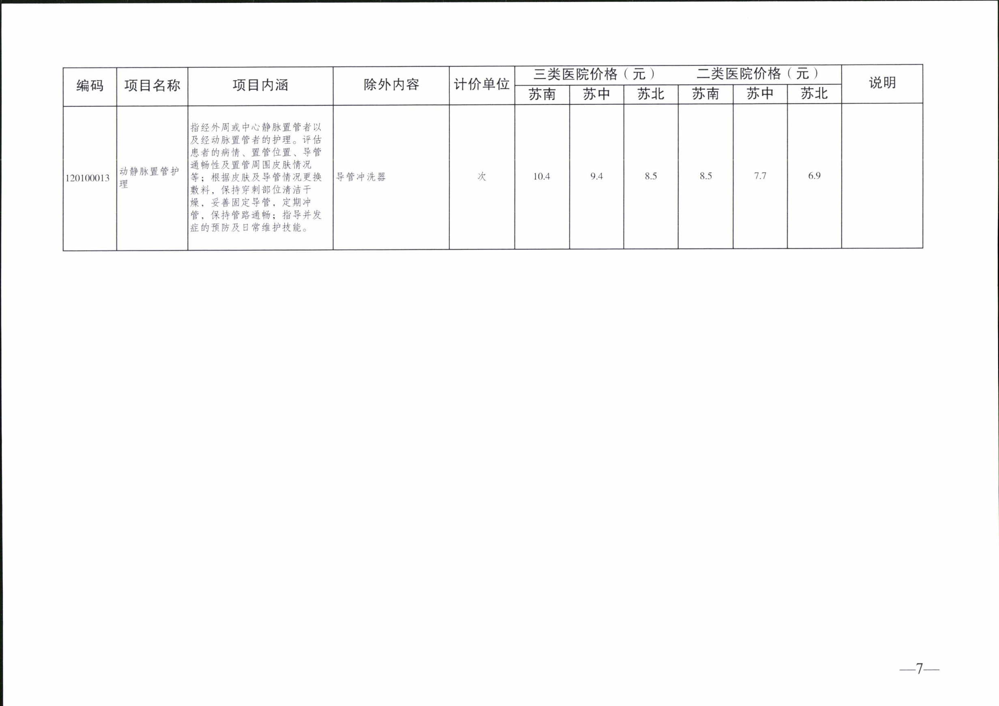 编码 项目名称 项目内涵 除外内容 计价单位 三类医院价格（元） 二类医院价格（元） 说明
苏南 苏中 苏北 苏南 苏中 苏北
指经外周或中心静脉置管者以
及经动脉置管者的护理。评估
患者的病情、置管位置、导管
通畅性及置管周围皮肤情况
等；根据皮肤及导管情况更换
敷料，保持穿刺部位清洁干
燥，妥善固定导管，定期冲
管，保持管路通畅；指导并发
症的预防及日常维护技能。
120100013
动静脉置管护
理
导管冲洗器
次
10.4 9.4 8.5 8.5 7.7 6.9
—7—